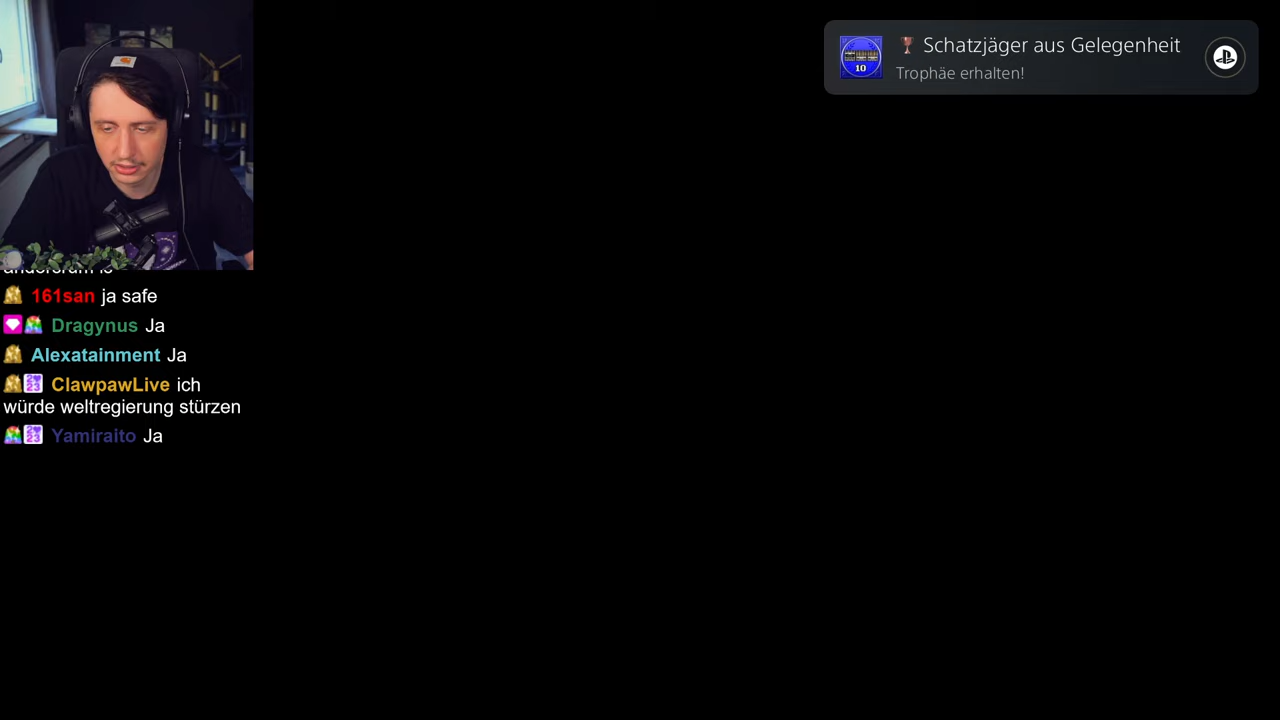 Schatzjäger aus Gelegenheit
Trophäe erhalten!
10
161san ja safe
Dragynus Ja
Alexatainment Ja
ClawpawLive ich
würde weltregierung stürzen
Yamiraito Ja